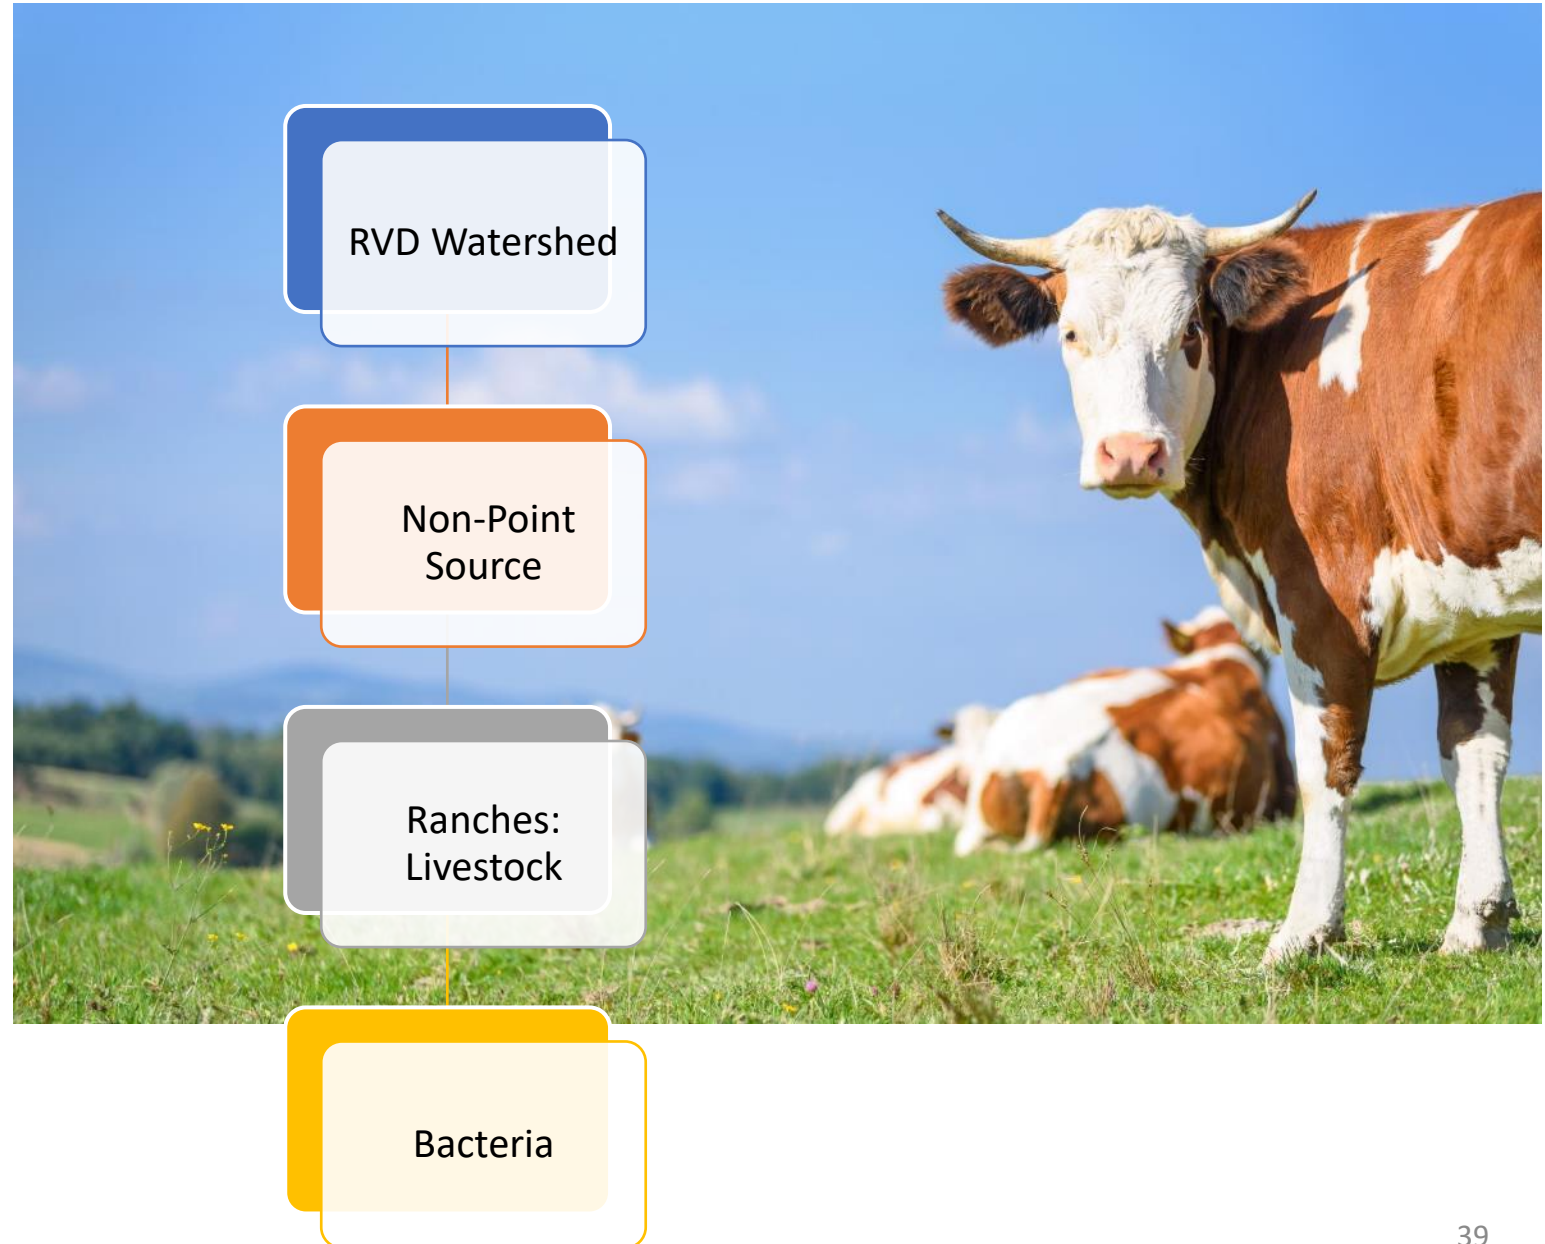 RVD Watershed
Non-Point
Source
Ranches:
Livestock
Bacteria
39